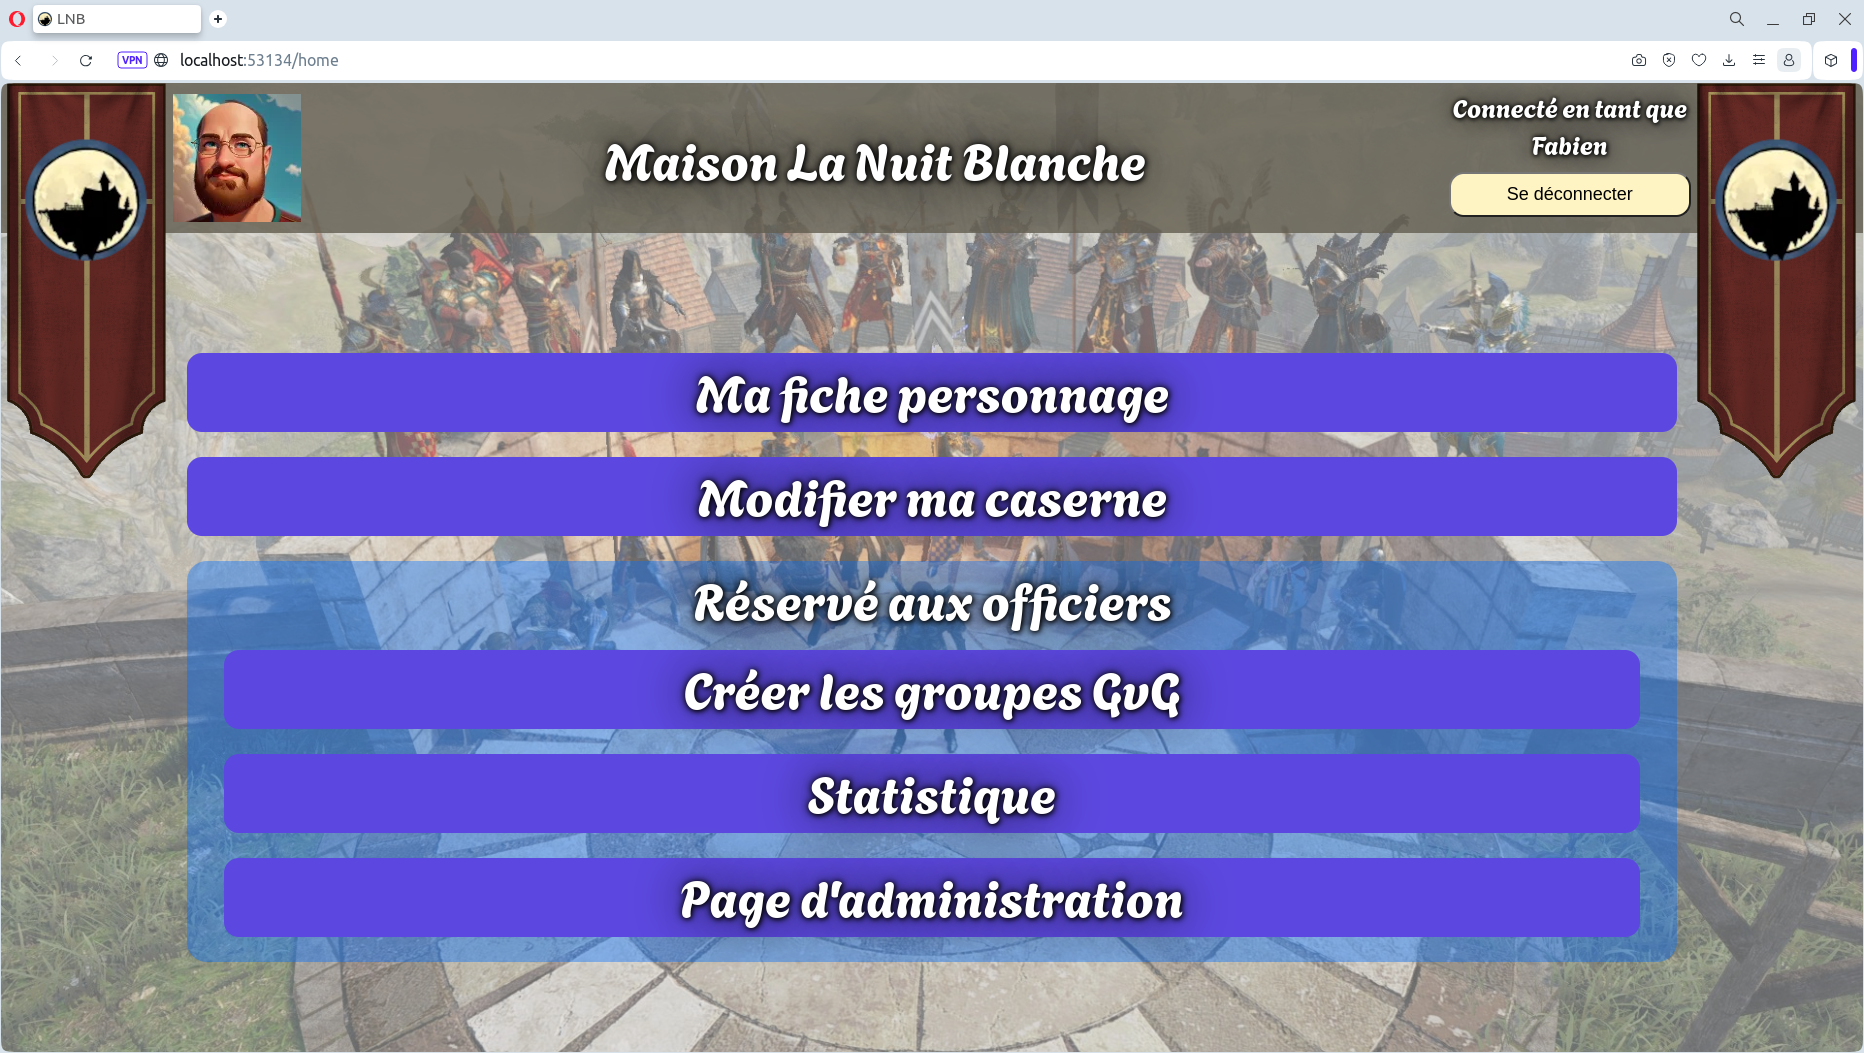 LNB
VPN
localhost:53134/home
Maison La Nuit Blanche
Connecté en tant que
Fabien
Se déconnecter
Ma fiche personnage
Modifier ma caserne
Réservé aux officiers
Créer les groupes GvG
Statistique
Page d'administration